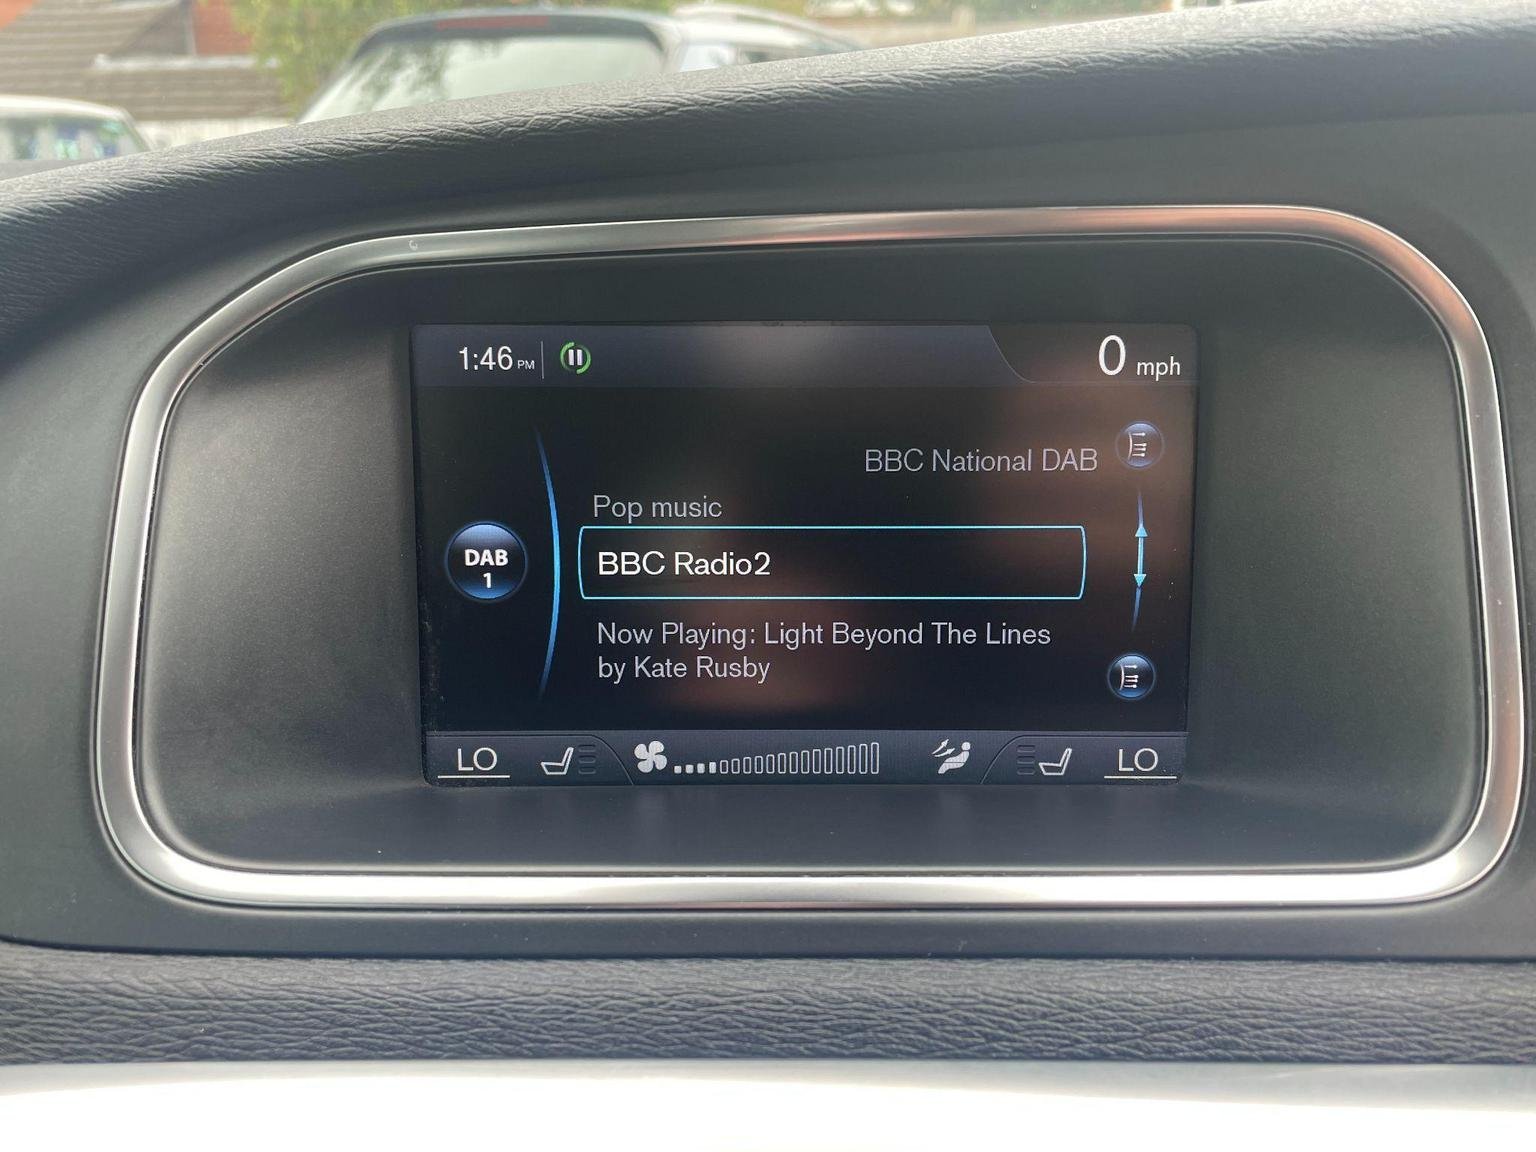 1:46 PM
0 mph
BBC National DAB
Pop music
DAB
1
BBC Radio2
Now Playing: Light Beyond The Lines
by Kate Rusby
LO
LO